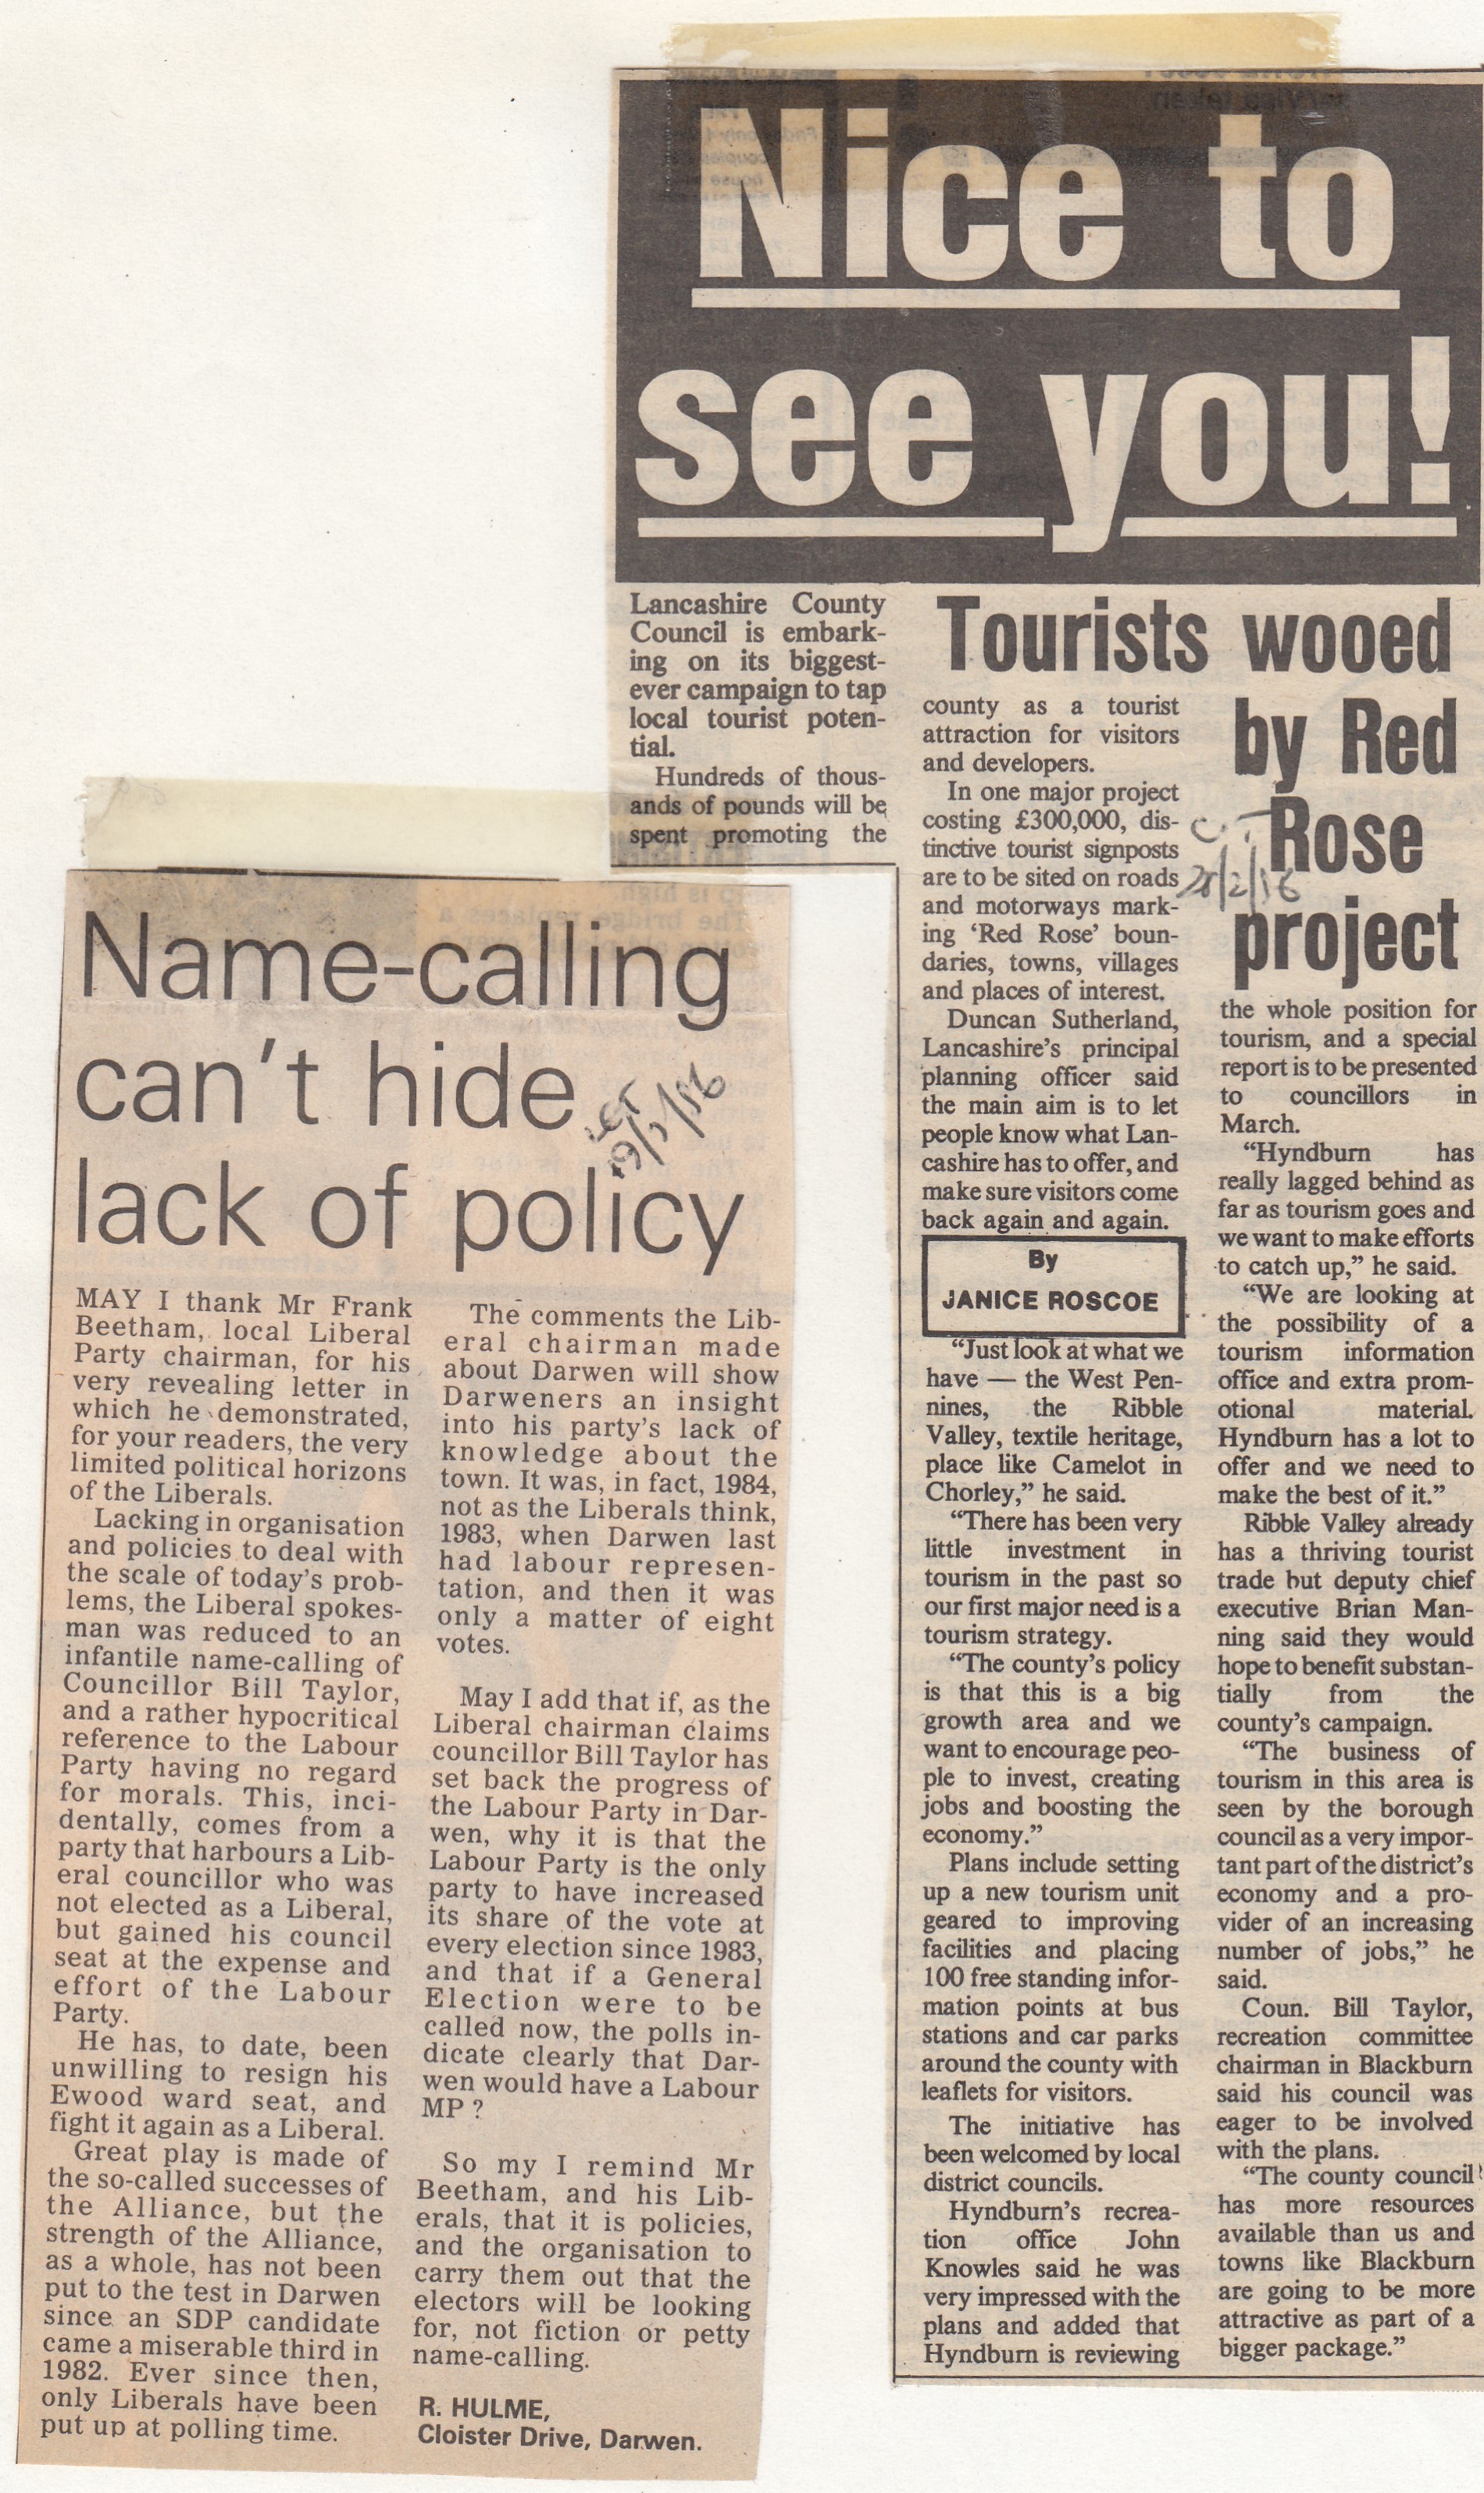 Nice to
see you!
Tourists wooed
by Red
Rose
project
C.T
28/2/86
Lancashire County
Council is embark-
ing on its biggest-
ever campaign to tap
local tourist poten-
tial.
Hundreds of thous-
ands of pounds will be
spent promoting the
county as a tourist
attraction for visitors
and developers.
In one major project
costing £300,000, dis-
tinctive tourist signposts
are to be sited on roads
and motorways mark-
ing ‘Red Rose’ boun-
daries, towns, villages
and places of interest.
Duncan Sutherland,
Lancashire’s principal
planning officer said
the main aim is to let
people know what Lan-
cashire has to offer, and
make sure visitors come
back again and again.
By
JANICE ROSCOE
“Just look at what we
have — the West Pen-
nines, the Ribble
Valley, textile heritage,
place like Camelot in
Chorley,” he said.
“There has been very
little investment in
tourism in the past so
our first major need is a
tourism strategy.
“The county’s policy
is that this is a big
growth area and we
want to encourage peo-
ple to invest, creating
jobs and boosting the
economy.”
Plans include setting
up a new tourism unit
geared to improving
facilities and placing
100 free standing infor-
mation points at bus
stations and car parks
around the county with
leaflets for visitors.
The initiative has
been welcomed by local
district councils.
Hyndburn’s recrea-
tion office John
Knowles said he was
very impressed with the
plans and added that
Hyndburn is reviewing
the whole position for
tourism, and a special
report is to be presented
to councillors in
March.
“Hyndburn has
really lagged behind as
far as tourism goes and
we want to make efforts
to catch up,” he said.
“We are looking at
the possibility of a
tourism information
office and extra prom-
otional material.
Hyndburn has a lot to
offer and we need to
make the best of it.”
Ribble Valley already
has a thriving tourist
trade but deputy chief
executive Brian Man-
ning said they would
hope to benefit substan-
tially from the
county’s campaign.
“The business of
tourism in this area is
seen by the borough
council as a very impor-
tant part of the district’s
economy and a pro-
vider of an increasing
number of jobs,” he
said.
Coun. Bill Taylor,
recreation committee
chairman in Blackburn
said his council was
eager to be involved
with the plans.
“The county council
has more resources
available than us and
towns like Blackburn
are going to be more
attractive as part of a
bigger package.”
Name-calling
can’t hide
lack of policy
LET
19/2/86
MAY I thank Mr Frank
Beetham, local Liberal
Party chairman, for his
very revealing letter in
which he demonstrated,
for your readers, the very
limited political horizons
of the Liberals.
Lacking in organisation
and policies to deal with
the scale of today’s prob-
lems, the Liberal spokes-
man was reduced to an
infantile name-calling of
Councillor Bill Taylor,
and a rather hypocritical
reference to the Labour
Party having no regard
for morals. This, inci-
dentally, comes from a
party that harbours a Lib-
eral councillor who was
not elected as a Liberal,
but gained his council
seat at the expense and
effort of the Labour
Party.
He has, to date, been
unwilling to resign his
Ewood ward seat, and
fight it again as a Liberal.
Great play is made of
the so-called successes of
the Alliance, but the
strength of the Alliance,
as a whole, has not been
put to the test in Darwen
since an SDP candidate
came a miserable third in
1982. Ever since then,
only Liberals have been
put up at polling time.
The comments the Lib-
eral chairman made
about Darwen will show
Darweners an insight
into his party’s lack of
knowledge about the
town. It was, in fact, 1984,
not as the Liberals think,
1983, when Darwen last
had labour represen-
tation, and then it was
only a matter of eight
votes.
May I add that if, as the
Liberal chairman claims
councillor Bill Taylor has
set back the progress of
the Labour Party in Dar-
wen, why it is that the
Labour Party is the only
party to have increased
its share of the vote at
every election since 1983,
and that if a General
Election were to be
called now, the polls in-
dicate clearly that Dar-
wen would have a Labour
MP ?
So my I remind Mr
Beetham, and his Lib-
erals, that it is policies,
and the organisation to
carry them out that the
electors will be looking
for, not fiction or petty
name-calling.
R. HULME,
Cloister Drive, Darwen.